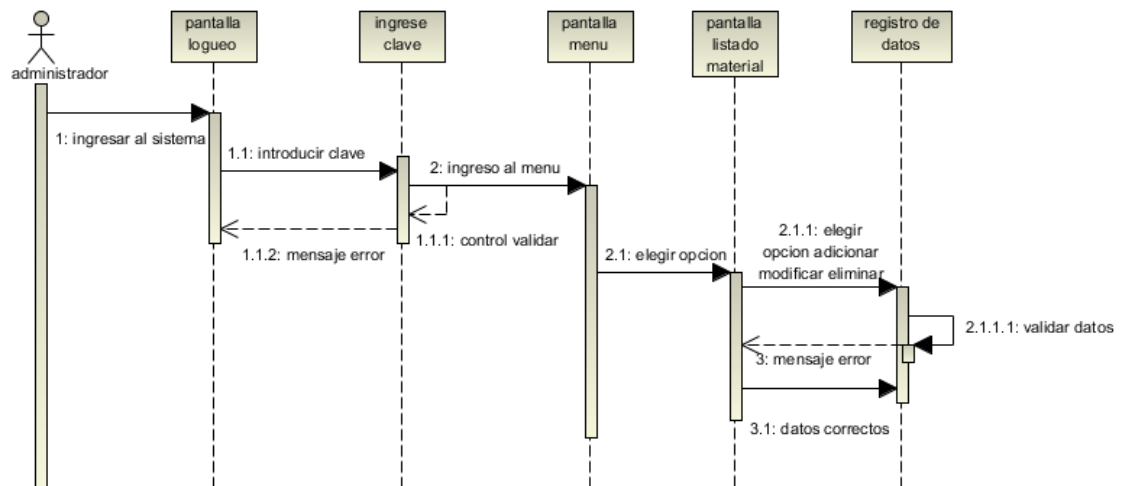 pantalla
logueo
ingrese
clave
pantalla
menu
pantalla
listado
material
registro de
datos
administrador
1: ingresar al sistema
1.1: introducir clave
2: ingreso al menu
1.1.1: control validar
1.1.2: mensaje error
2.1: elegir opcion
2.1.1: elegir
opcion adicionar
modificar eliminar
2.1.1.1: validar datos
3: mensaje error
3.1: datos correctos